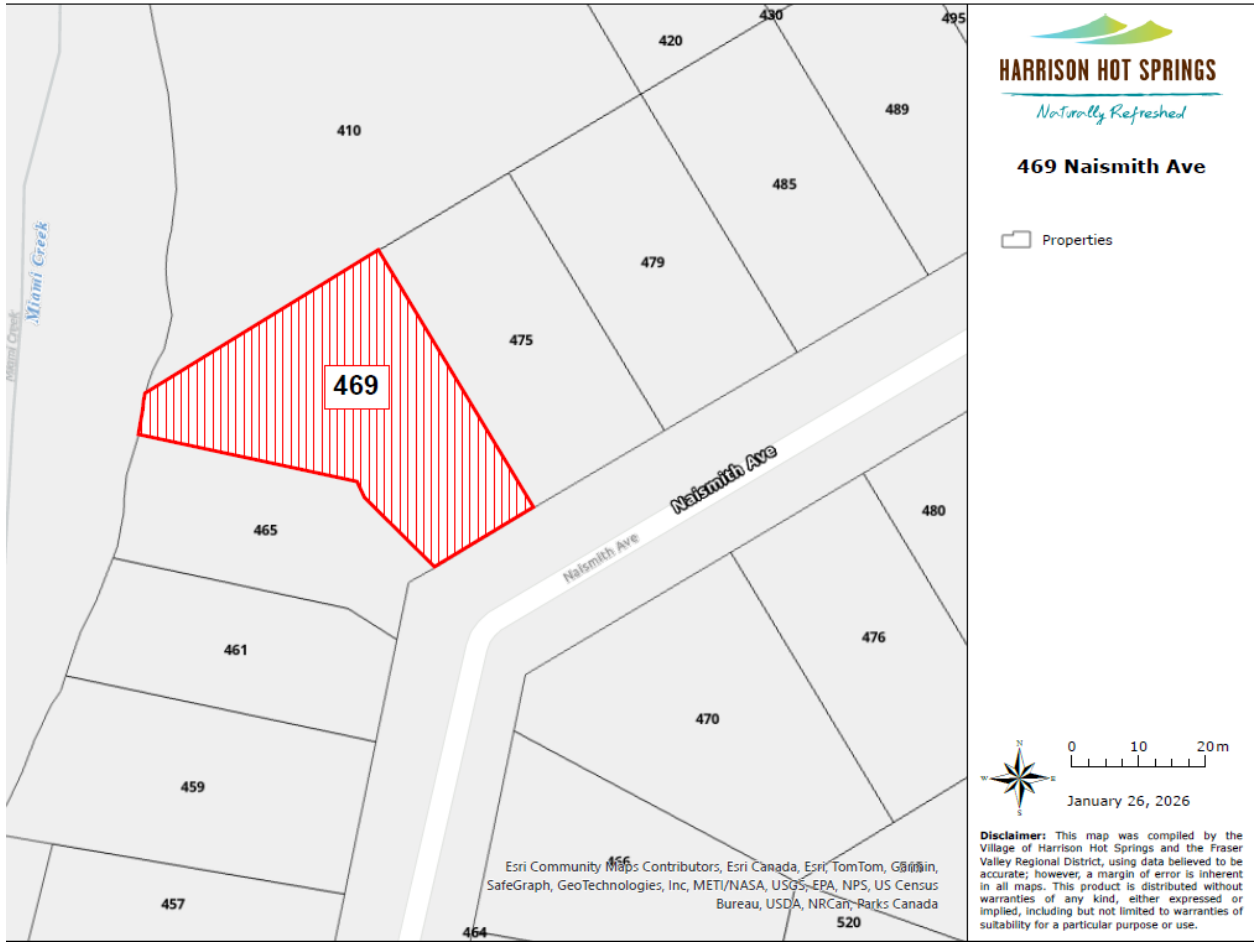 430
495
420
489
410
485
479
475
469
Miami Creek
Miami Creek
Naismith Ave
Naismith Ave
465
480
461
476
470
459
466
457
464
520
Esri Community Maps Contributors, Esri Canada, Esri, TomTom, Garmin,
SafeGraph, GeoTechnologies, Inc, METI/NASA, USGS, EPA, NPS, US Census
Bureau, USDA, NRCan, Parks Canada
HARRISON HOT SPRINGS
Naturally Refreshed
469 Naismith Ave
Properties
N
W E
S
0 10 20 m
January 26, 2026
Disclaimer: This map was compiled by the
Village of Harrison Hot Springs and the Fraser
Valley Regional District, using data believed to be
accurate; however, a margin of error is inherent
in all maps. This product is distributed without
warranties of any kind, either expressed or
implied, including but not limited to warranties of
suitability for a particular purpose or use.